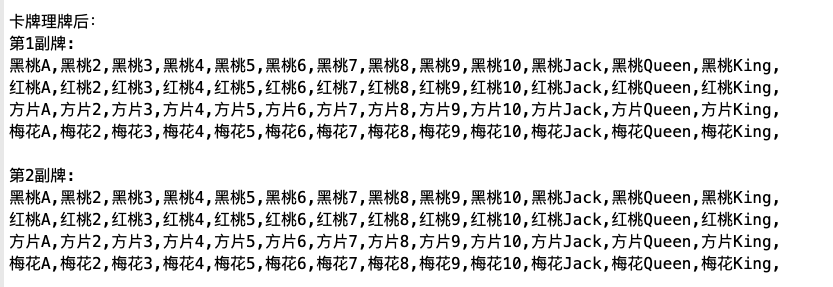 卡牌理牌后：
第1副牌：
黑桃A,黑桃2,黑桃3,黑桃4,黑桃5,黑桃6,黑桃7,黑桃8,黑桃9,黑桃10,黑桃Jack,黑桃Queen,黑桃King,
红桃A,红桃2,红桃3,红桃4,红桃5,红桃6,红桃7,红桃8,红桃9,红桃10,红桃Jack,红桃Queen,红桃King,
方片A,方片2,方片3,方片4,方片5,方片6,方片7,方片8,方片9,方片10,方片Jack,方片Queen,方片King,
梅花A,梅花2,梅花3,梅花4,梅花5,梅花6,梅花7,梅花8,梅花9,梅花10,梅花Jack,梅花Queen,梅花King,
第2副牌：
黑桃A,黑桃2,黑桃3,黑桃4,黑桃5,黑桃6,黑桃7,黑桃8,黑桃9,黑桃10,黑桃Jack,黑桃Queen,黑桃King,
红桃A,红桃2,红桃3,红桃4,红桃5,红桃6,红桃7,红桃8,红桃9,红桃10,红桃Jack,红桃Queen,红桃King,
方片A,方片2,方片3,方片4,方片5,方片6,方片7,方片8,方片9,方片10,方片Jack,方片Queen,方片King,
梅花A,梅花2,梅花3,梅花4,梅花5,梅花6,梅花7,梅花8,梅花9,梅花10,梅花Jack,梅花Queen,梅花King,